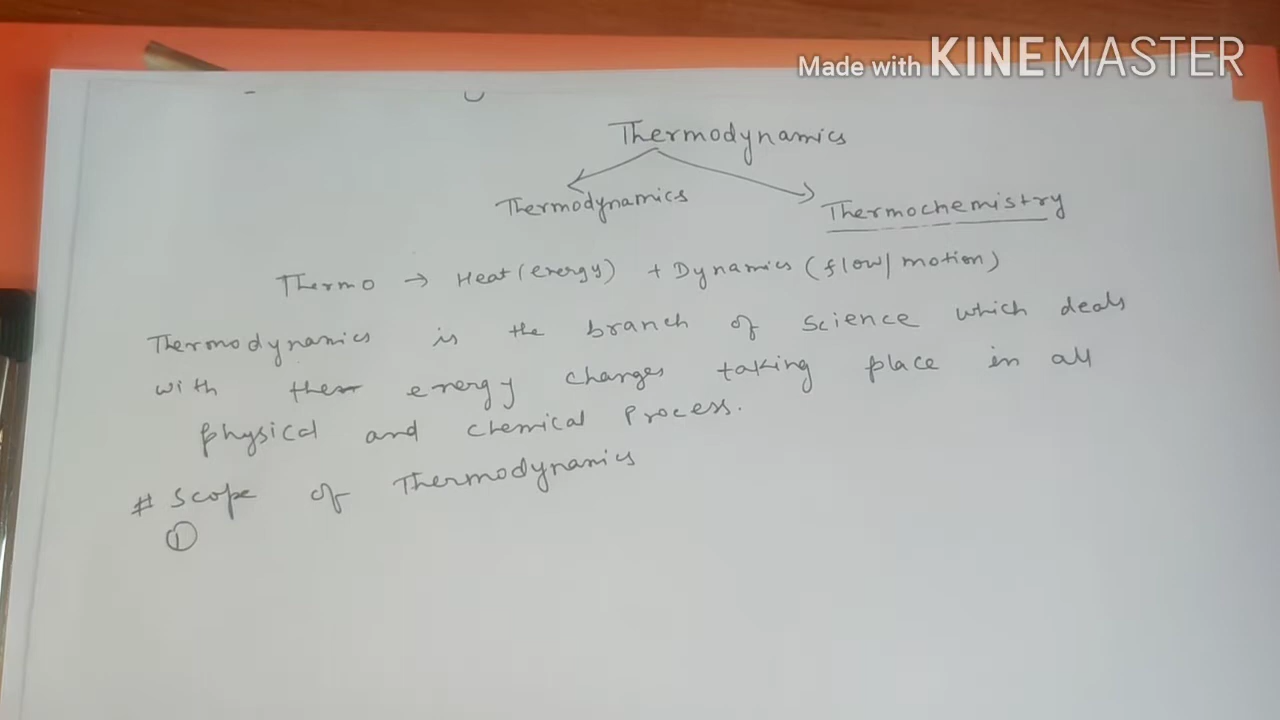 Made with KINEMASTER
Thermodynamics
Thermodynamics
Thermochemistry
Thermo → Heat (energy) + Dynamics (flow/motion)
Thermodynamics is the branch of science which deals
with the energy changes taking place in all
physical and chemical Process.
# Scope of Thermodynamics
①